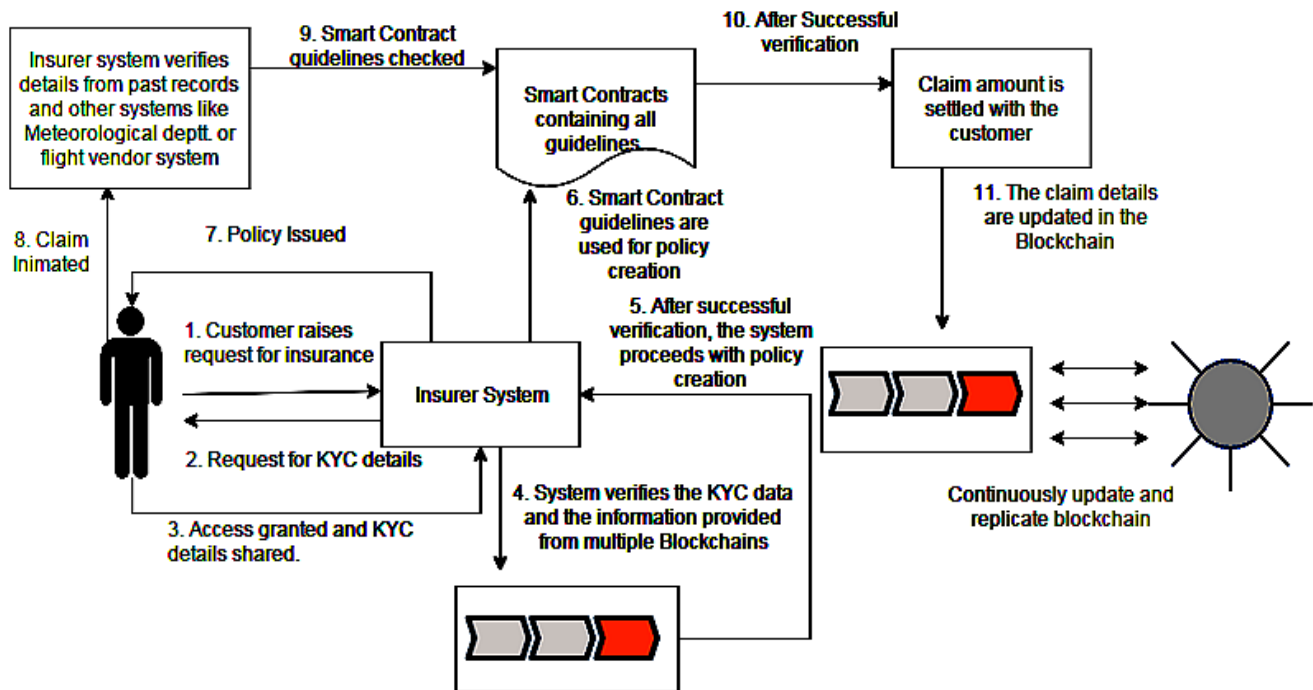 10. After Successful
verification
9. Smart Contract
guidelines checked
Insurer system verifies
details from past records
and other systems like
Meteorological deptt. or
flight vendor system
Smart Contracts
containing all
guidelines.
Claim amount is
settled with the
customer
11. The claim details
are updated in the
Blockchain
6. Smart Contract
guidelines are
used for policy
creation
7. Policy Issued
8. Claim
Inimated
5. After successful
verification, the system
proceeds with policy
creation
1. Customer raises
request for insurance
Insurer System
2. Request for KYC details
3. Access granted and KYC
details shared.
4. System verifies the KYC data
and the information provided
from multiple Blockchains
Continuously update and
replicate blockchain